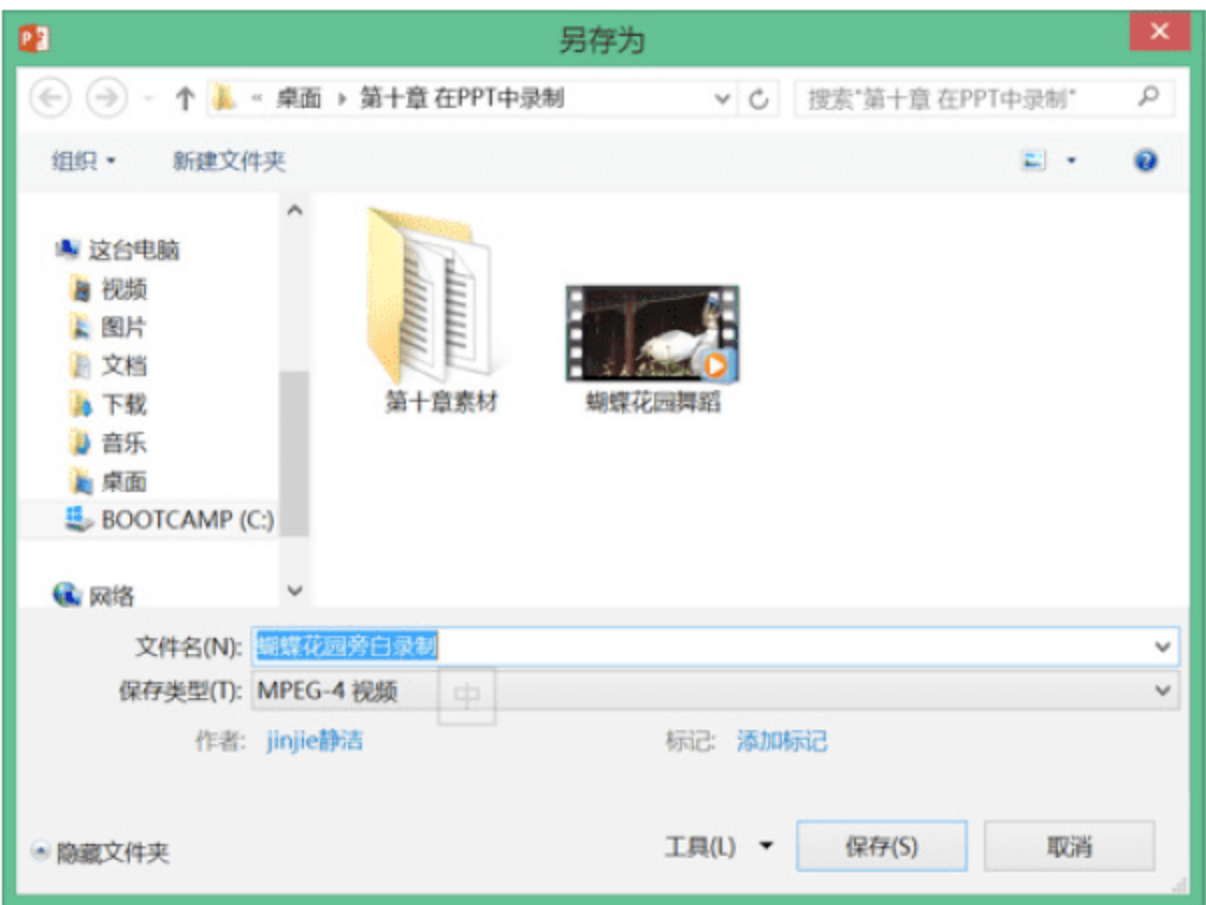 另存为
« 桌面 ▸ 第十章 在PPT中录制
搜索"第十章 在PPT中录制"
组织
新建文件夹
这台电脑
视频
图片
文档
下载
音乐
桌面
BOOTCAMP (C:)
网络
第十章素材
蝴蝶花园舞蹈
文件名(N): 蝴蝶花园旁白录制
保存类型(T): MPEG-4 视频
中
作者: jinjie静洁
标记: 添加标记
隐藏文件夹
工具(L)
保存(S)
取消